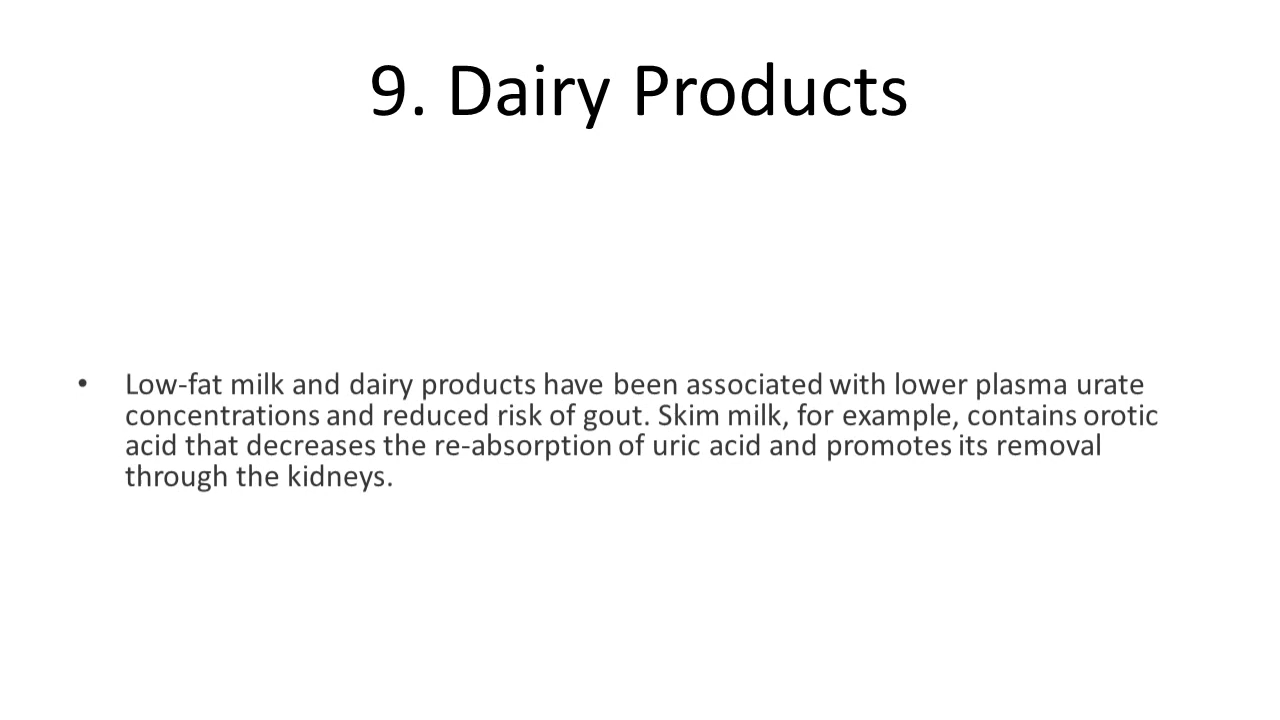 9. Dairy Products
• Low-fat milk and dairy products have been associated with lower plasma urate
concentrations and reduced risk of gout. Skim milk, for example, contains orotic
acid that decreases the re-absorption of uric acid and promotes its removal
through the kidneys.